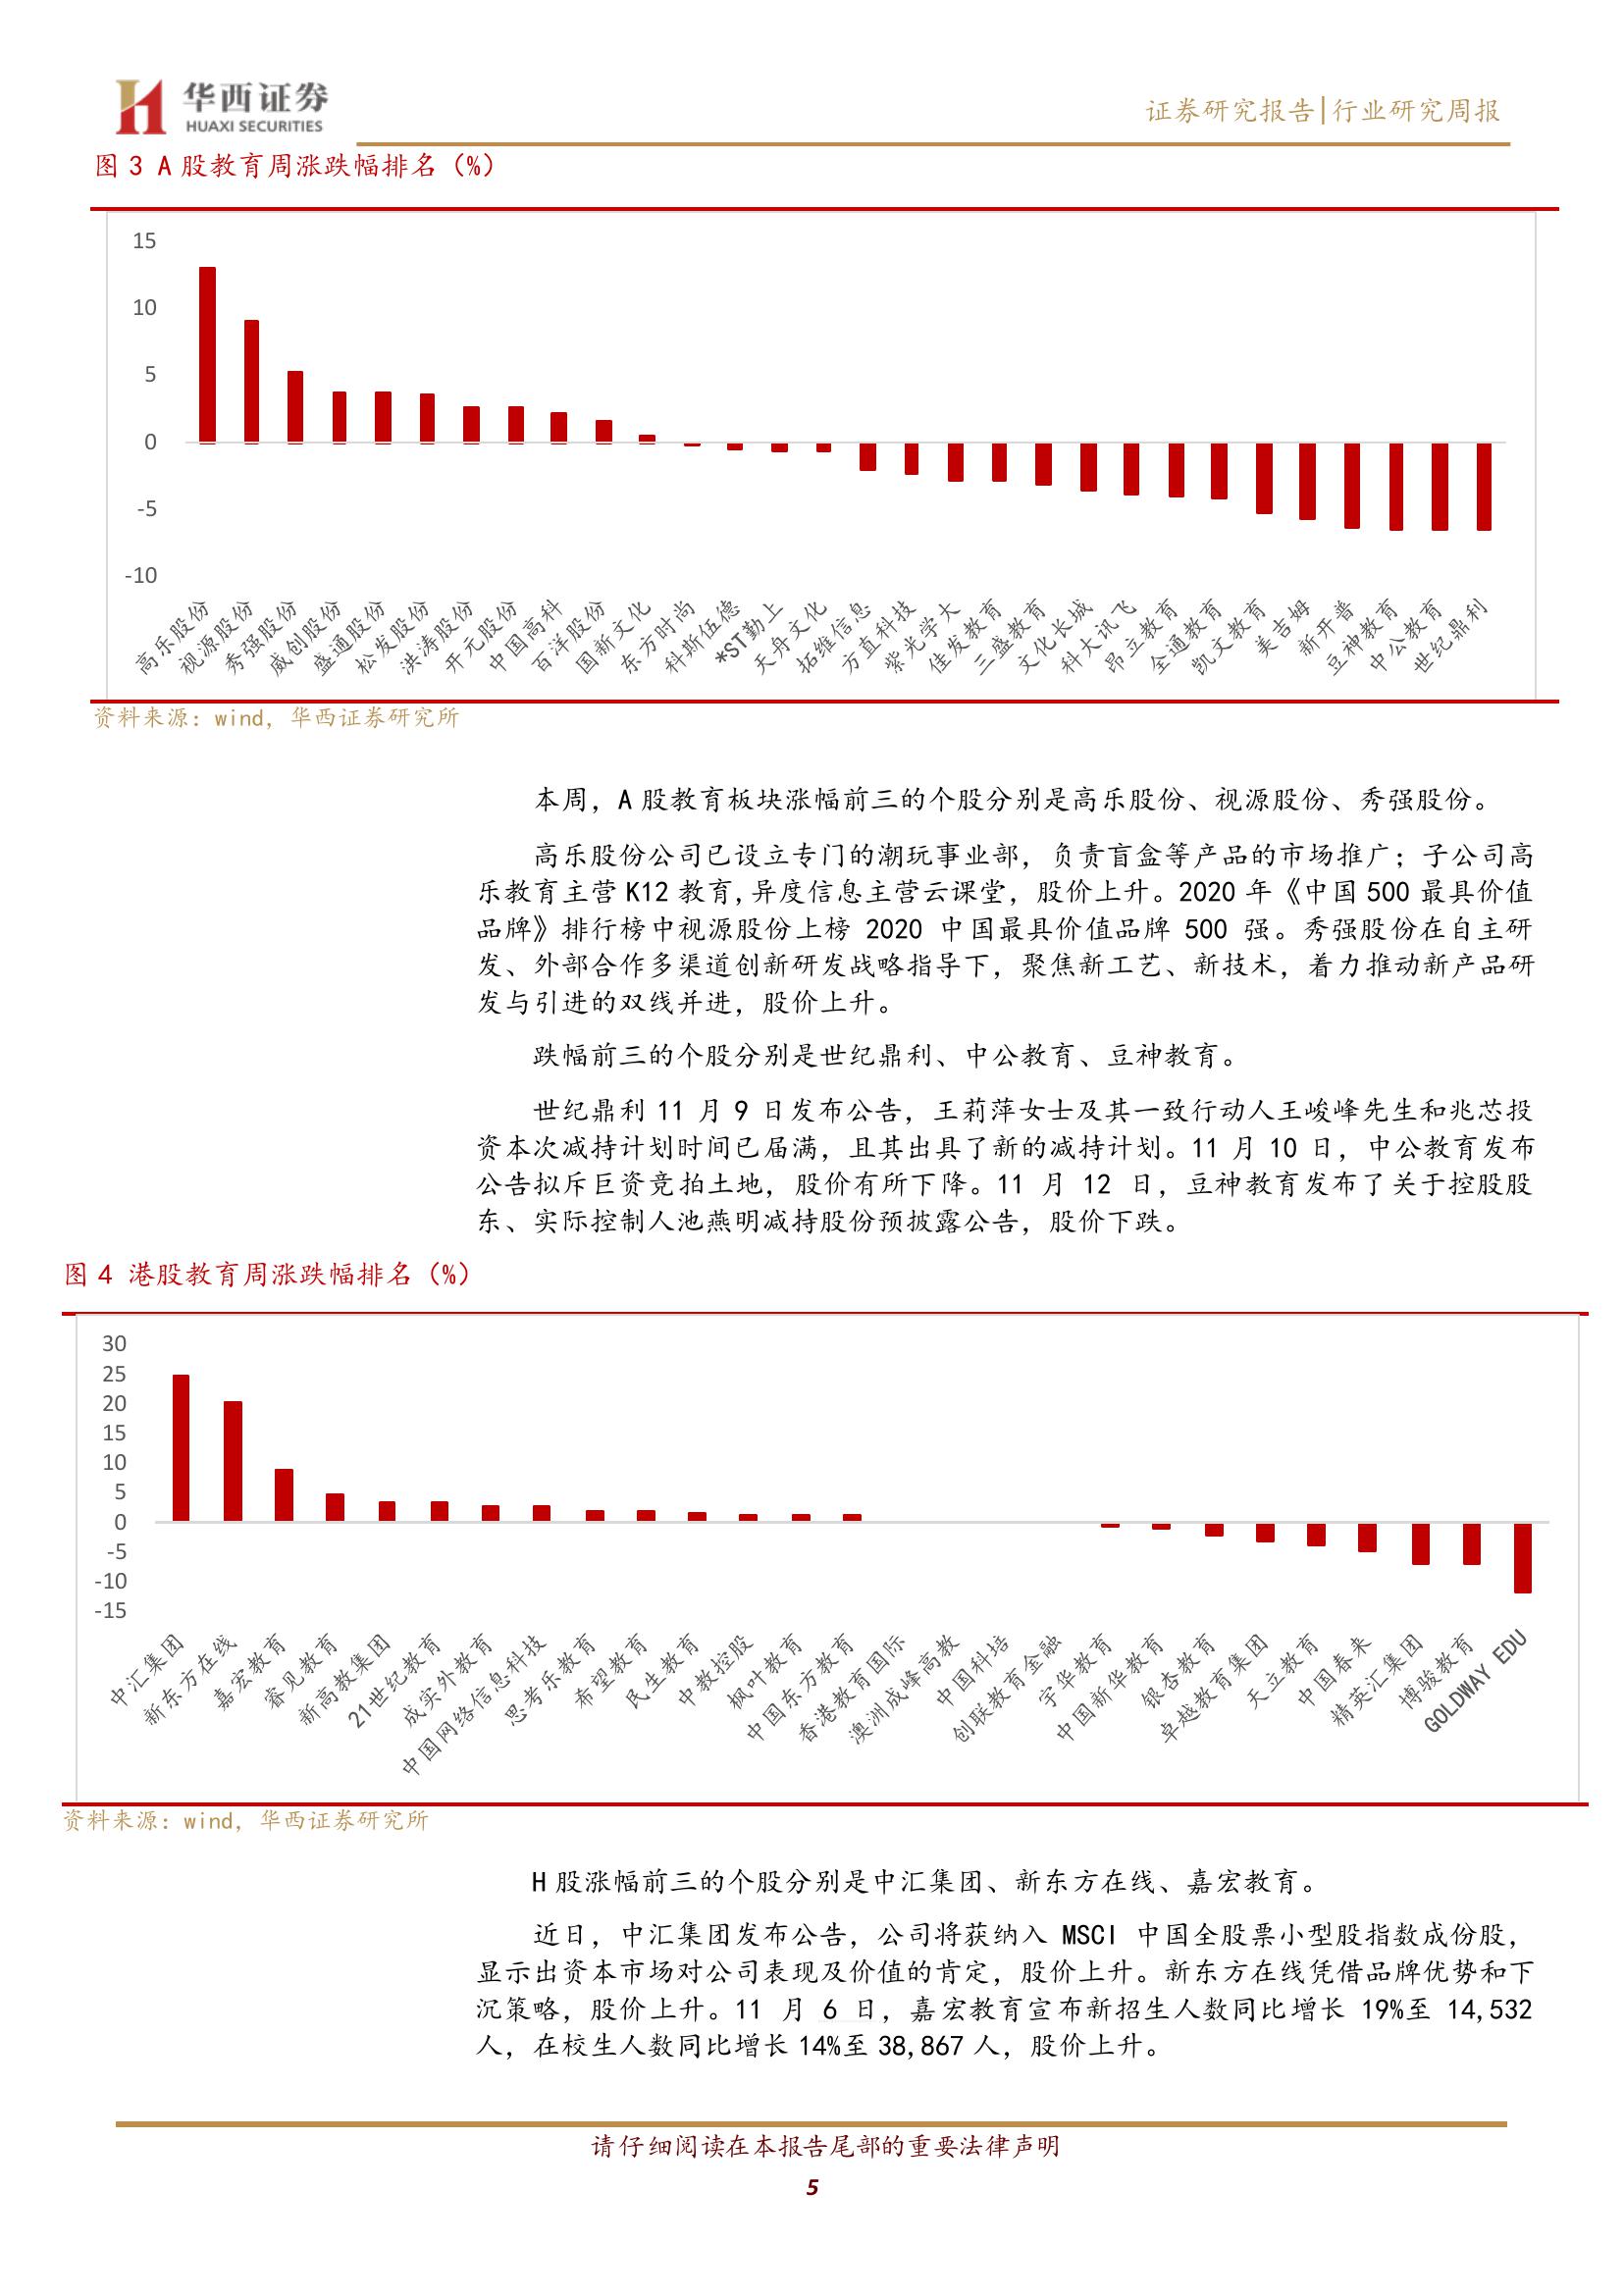 华西证券
HUAXI SECURITIES
证券研究报告|行业研究周报
图 3 A 股教育周涨跌幅排名（%）
15
10
5
0
-5
-10
高乐股份
视源股份
秀强股份
威创股份
盛通股份
松发股份
洪涛股份
开元股份
中国高科
百洋股份
国新文化
东方时尚
科斯伍德
*ST勤上
天舟文化
拓维信息
方直科技
紫光学大
佳发教育
三盛教育
文化长城
科大讯飞
昂立教育
全通教育
凯文教育
美吉姆
新开普
豆神教育
中公教育
世纪鼎利
资料来源：wind，华西证券研究所
本周，A 股教育板块涨幅前三的个股分别是高乐股份、视源股份、秀强股份。
高乐股份公司已设立专门的潮玩事业部，负责盲盒等产品的市场推广；子公司高
乐教育主营 K12 教育,异度信息主营云课堂，股价上升。2020 年《中国 500 最具价值
品牌》排行榜中视源股份上榜 2020 中国最具价值品牌 500 强。秀强股份在自主研
发、外部合作多渠道创新研发战略指导下，聚焦新工艺、新技术，着力推动新产品研
发与引进的双线并进，股价上升。
跌幅前三的个股分别是世纪鼎利、中公教育、豆神教育。
世纪鼎利 11 月 9 日发布公告，王莉萍女士及其一致行动人王峻峰先生和兆芯投
资本次减持计划时间已届满，且其出具了新的减持计划。11 月 10 日，中公教育发布
公告拟斥巨资竞拍土地，股价有所下降。11 月 12 日，豆神教育发布了关于控股股
东、实际控制人池燕明减持股份预披露公告，股价下跌。
图 4 港股教育周涨跌幅排名（%）
30
25
20
15
10
5
0
-5
-10
-15
中汇集团
新东方在线
嘉宏教育
睿见教育
新高教集团
21世纪教育
成实外教育
中国网络信息科技
思考乐教育
希望教育
民生教育
中教控股
枫叶教育
中国东方教育
香港教育国际
澳洲成峰高教
中国科培
创联教育金融
宇华教育
中国新华教育
银杏教育
卓越教育集团
天立教育
中国春来
精英汇集团
博骏教育
GOLDWAY EDU
资料来源：wind，华西证券研究所
H 股涨幅前三的个股分别是中汇集团、新东方在线、嘉宏教育。
近日，中汇集团发布公告，公司将获纳入 MSCI 中国全股票小型股指数成份股，
显示出资本市场对公司表现及价值的肯定，股价上升。新东方在线凭借品牌优势和下
沉策略，股价上升。11 月 6 日，嘉宏教育宣布新招生人数同比增长 19%至 14,532
人，在校生人数同比增长 14%至 38,867 人，股价上升。
请仔细阅读在本报告尾部的重要法律声明
5